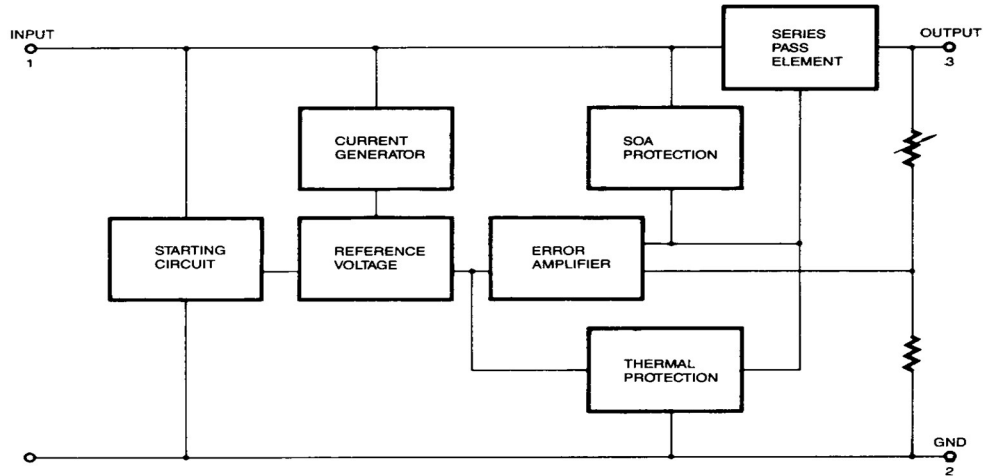 INPUT
1
SERIES
PASS
ELEMENT
OUTPUT
3
CURRENT
GENERATOR
SOA
PROTECTION
STARTING
CIRCUIT
REFERENCE
VOLTAGE
ERROR
AMPLIFIER
THERMAL
PROTECTION
GND
2